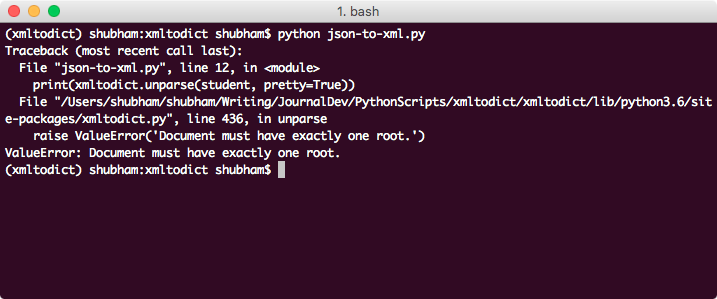 1. bash
(xmltodict) shubham:xmltodict shubham$ python json-to-xml.py
Traceback (most recent call last):
  File "json-to-xml.py", line 12, in <module>
    print(xmltodict.unparse(student, pretty=True))
  File "/Users/shubham/shubham/Writing/JournalDev/PythonScripts/xmltodict/xmltodict/lib/python3.6/sit
e-packages/xmltodict.py", line 436, in unparse
    raise ValueError('Document must have exactly one root.')
ValueError: Document must have exactly one root.
(xmltodict) shubham:xmltodict shubham$